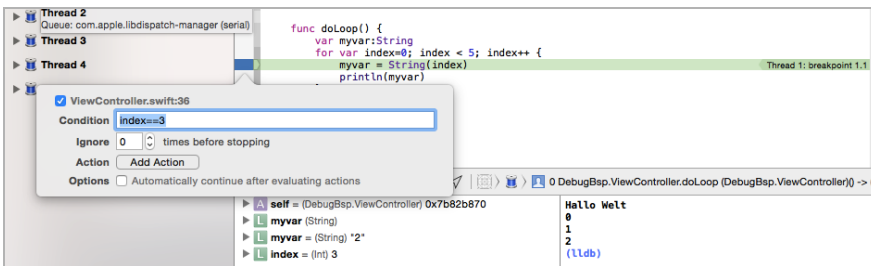 Thread 2
Queue: com.apple.libdispatch-manager (serial)
Thread 3
Thread 4
func doLoop() {
var myvar:String
for var index=0; index < 5; index++ {
myvar = String(index)
Thread 1: breakpoint 1.1
println(myvar)
ViewController.swift:36
Condition index==3
Ignore 0 times before stopping
Action Add Action
Options Automatically continue after evaluating actions
0 DebugBsp.ViewController.doLoop (DebugBsp.ViewController)() ->
A self = (DebugBsp.ViewController) 0x7b82b870
L myvar (String)
L myvar = (String) "2"
L index = (Int) 3
Hallo Welt
0
1
2
(lldb)